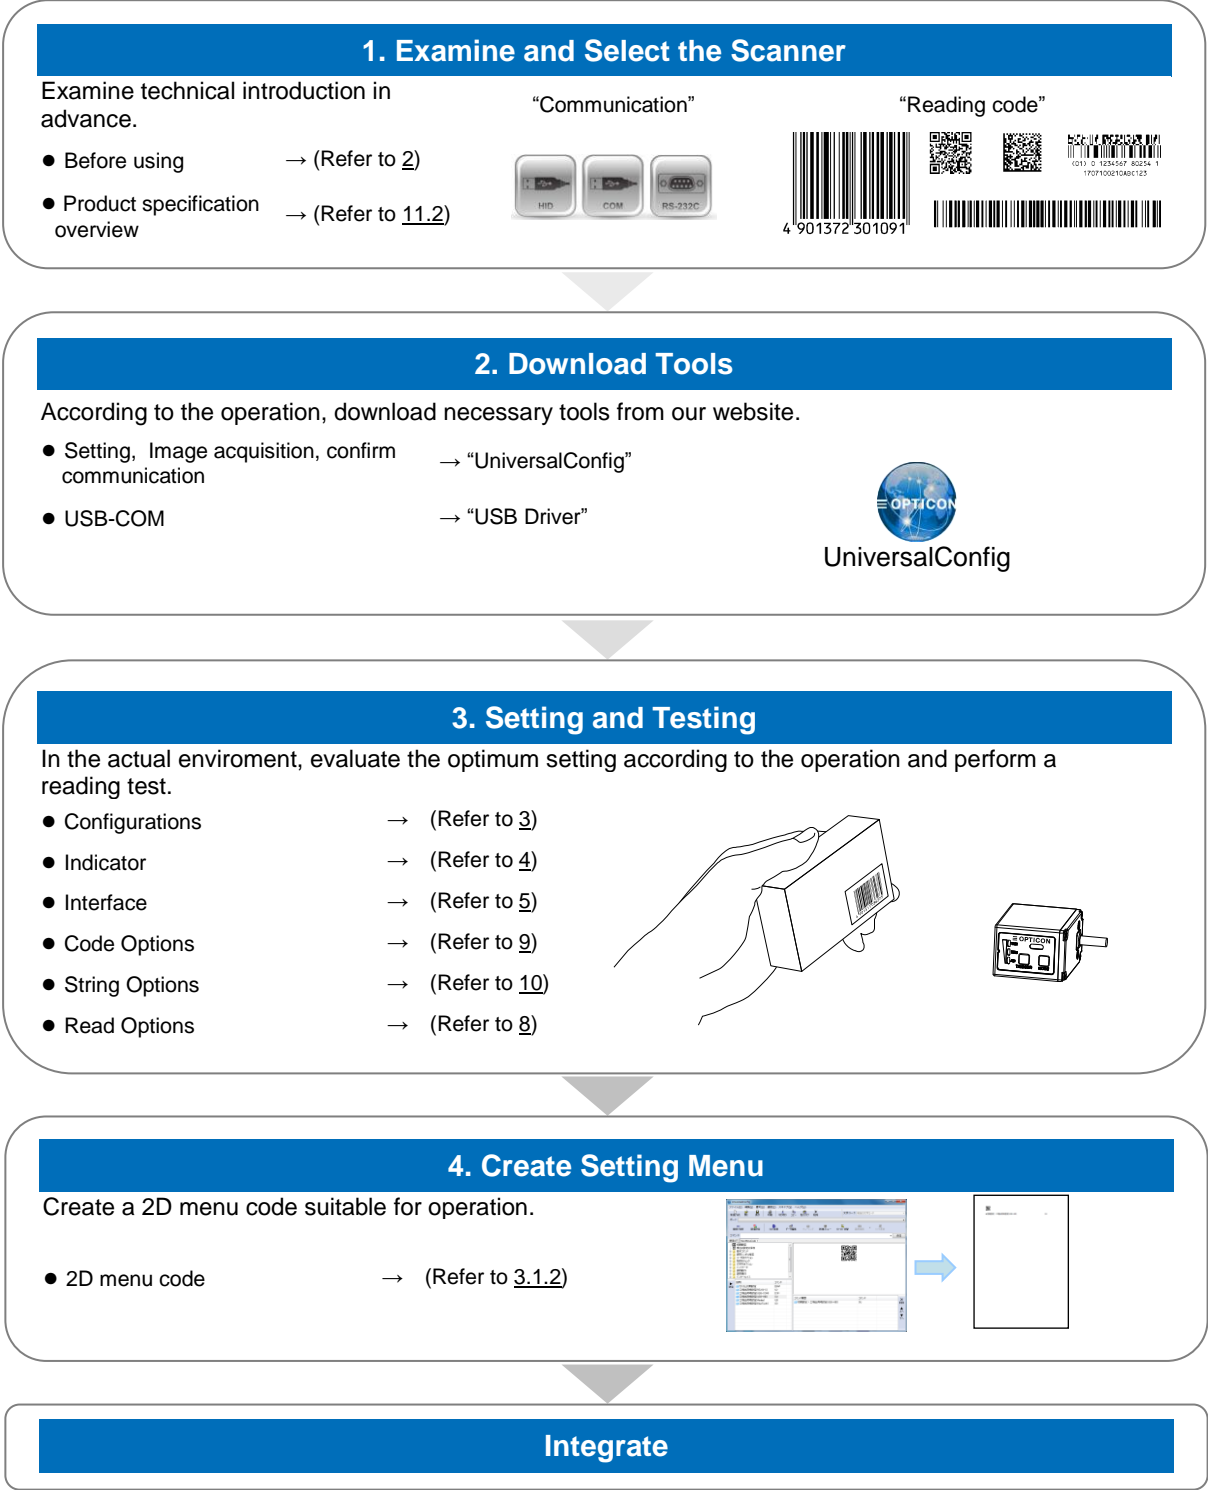 1. Examine and Select the Scanner
Examine technical introduction in
advance.
“Communication”
“Reading code”
● Before using → (Refer to 2)
● Product specification
overview
→ (Refer to 11.2)
HID
COM
RS-232C
4 901372 301091
(01) 0 1234567 80254 1
1707100210ABC123
2. Download Tools
According to the operation, download necessary tools from our website.
● Setting, Image acquisition, confirm
communication
→ “UniversalConfig”
● USB-COM → “USB Driver”
OPTICON
UniversalConfig
3. Setting and Testing
In the actual enviroment, evaluate the optimum setting according to the operation and perform a
reading test.
● Configurations → (Refer to 3)
● Indicator → (Refer to 4)
● Interface → (Refer to 5)
● Code Options → (Refer to 9)
● String Options → (Refer to 10)
● Read Options → (Refer to 8)
OPTICON
4. Create Setting Menu
Create a 2D menu code suitable for operation.
● 2D menu code → (Refer to 3.1.2)
Integrate